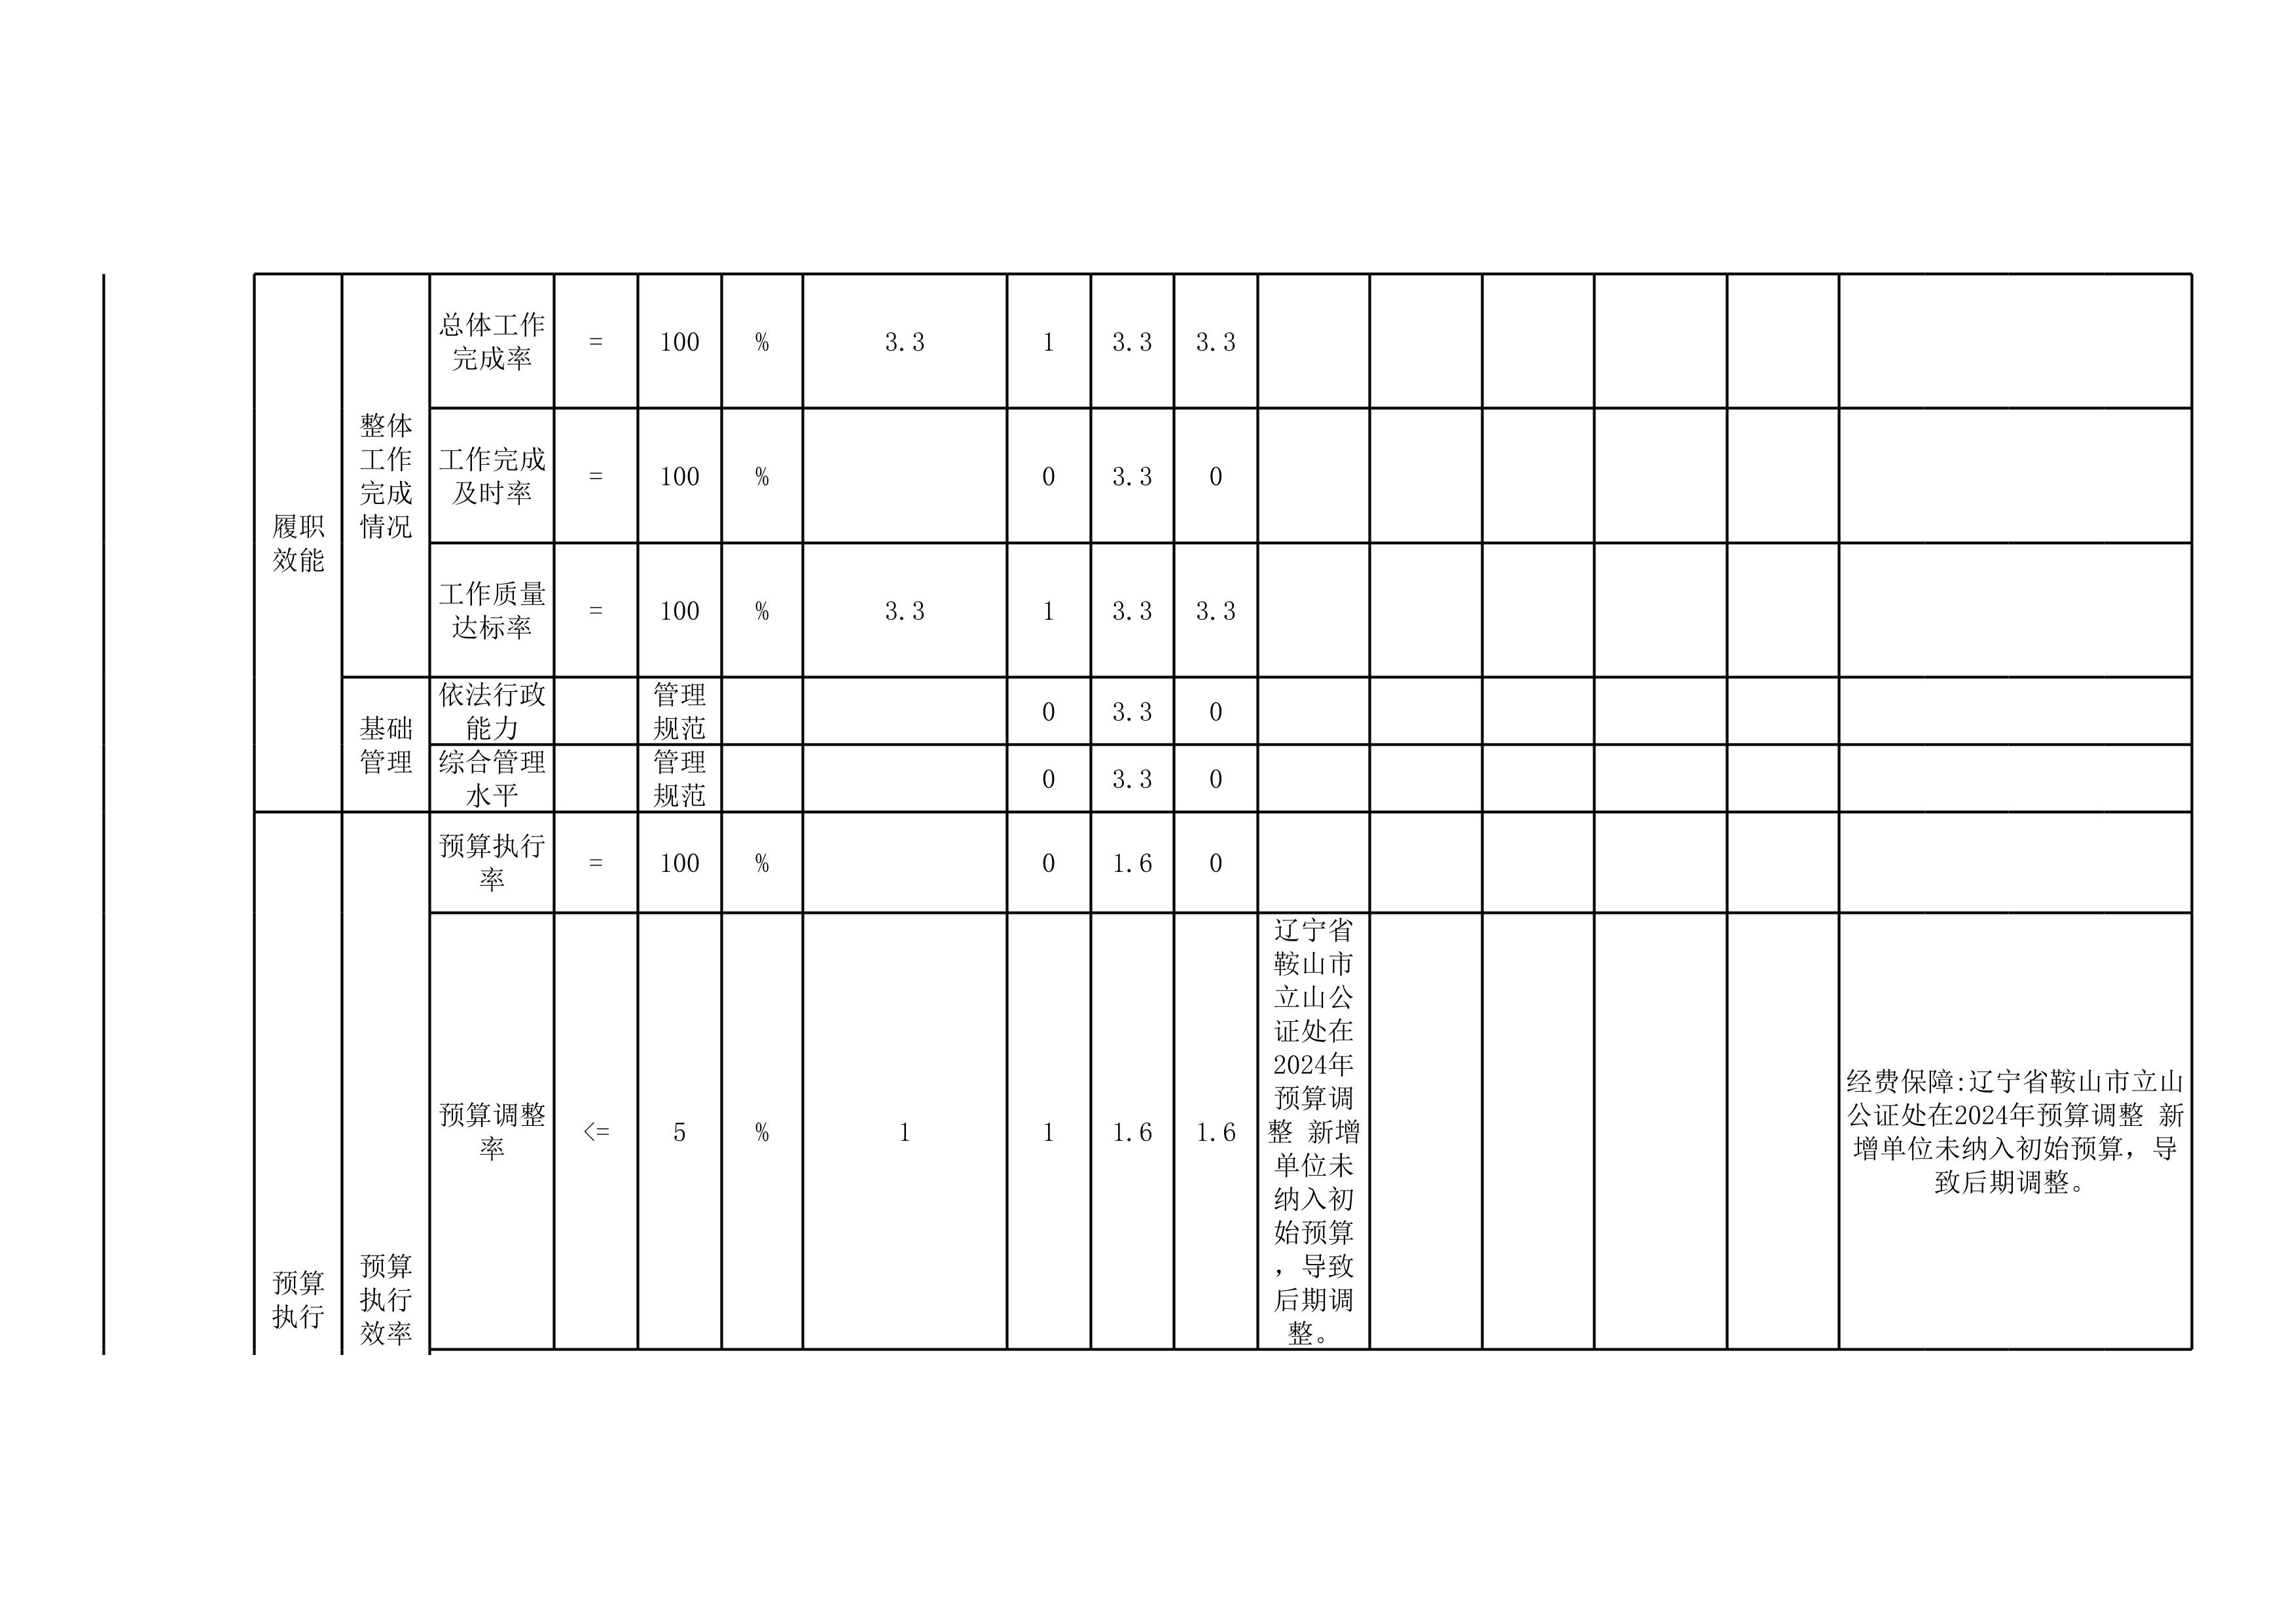 履职
效能
整体
工作
完成
情况
总体工作
完成率
=
100
%
3.3
1
3.3
3.3
工作完成
及时率
=
100
%
0
3.3
0
工作质量
达标率
=
100
%
3.3
1
3.3
3.3
基础
管理
依法行政
能力
管理
规范
0
3.3
0
综合管理
水平
管理
规范
0
3.3
0
预算
执行
预算
执行
效率
预算执行
率
=
100
%
0
1.6
0
预算调整
率
<=
5
%
1
1
1.6
1.6
辽宁省
鞍山市
立山公
证处在
2024年
预算调
整 新增
单位未
纳入初
始预算
，导致
后期调
整。
经费保障:辽宁省鞍山市立山
公证处在2024年预算调整 新
增单位未纳入初始预算，导
致后期调整。